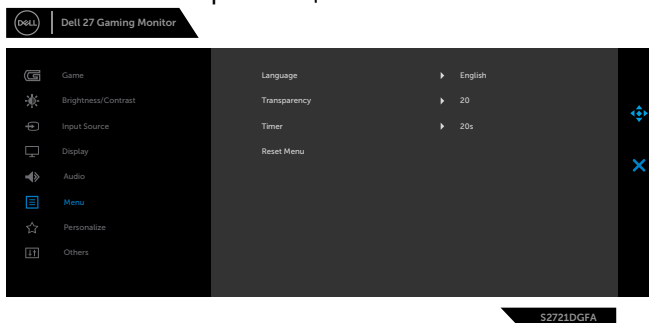 DELL Dell 27 Gaming Monitor
Game Language English
Brightness/Contrast Transparency 20
Input Source Timer 20s
Display Reset Menu
Audio
Menu
Personalize
Others
S2721DGFA